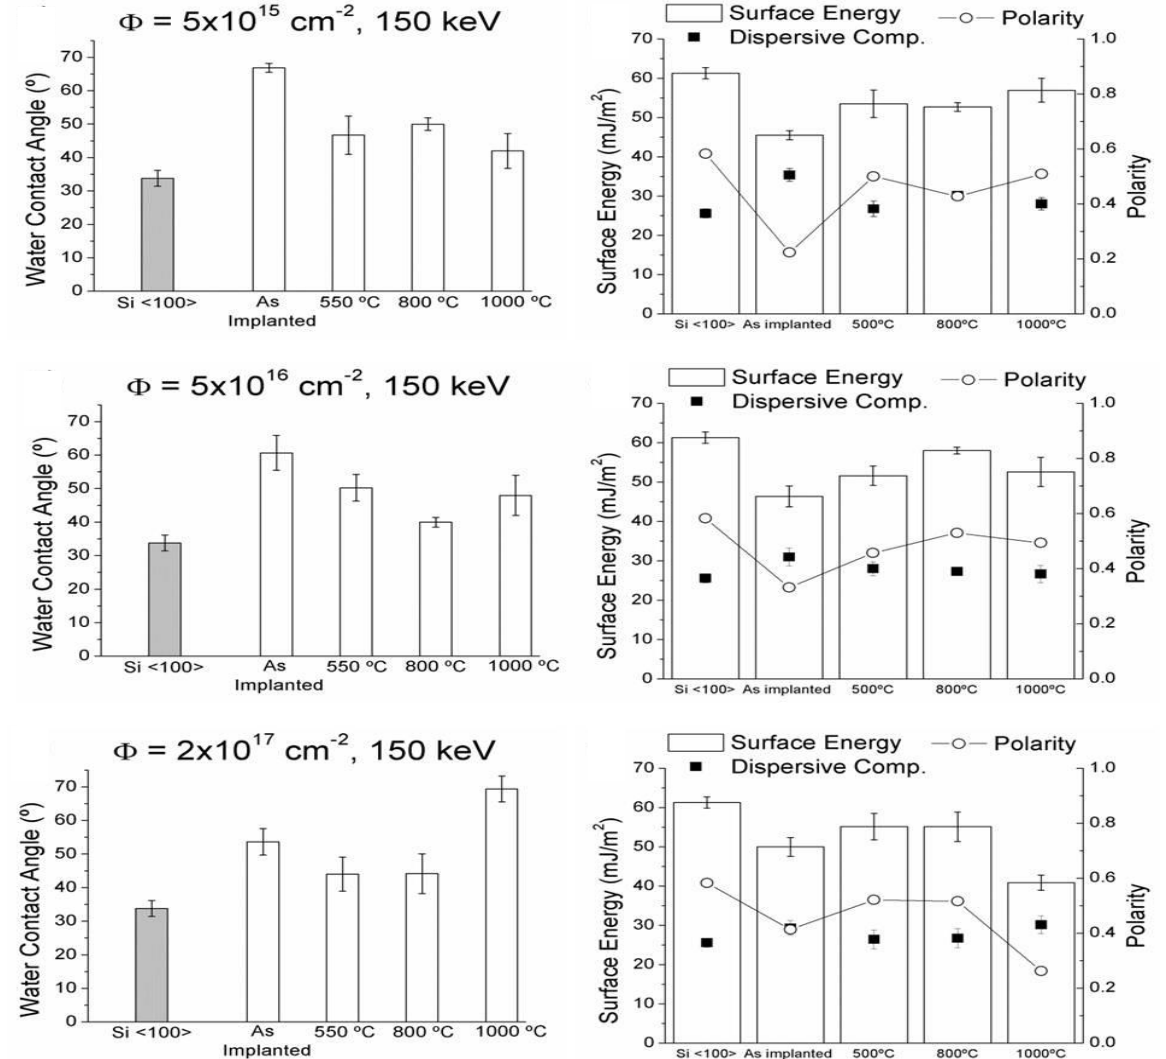 Φ = 5x10^15 cm^-2, 150 keV
Water Contact Angle (º)
70
60
50
40
30
20
10
0
Si <100>
As Implanted
550 ºC
800 ºC
1000 ºC
Surface Energy
Polarity
Dispersive Comp.
Surface Energy (mJ/m^2)
70
60
50
40
30
20
10
0
1.0
0.8
0.6
0.4
0.2
0.0
Polarity
Si <100>
As implanted
500ºC
800ºC
1000ºC
Φ = 5x10^16 cm^-2, 150 keV
Water Contact Angle (º)
70
60
50
40
30
20
10
0
Si <100>
As Implanted
550 ºC
800 ºC
1000 ºC
Surface Energy
Polarity
Dispersive Comp.
Surface Energy (mJ/m^2)
70
60
50
40
30
20
10
0
1.0
0.8
0.6
0.4
0.2
0.0
Polarity
Si <100>
As implanted
500ºC
800ºC
1000ºC
Φ = 2x10^17 cm^-2, 150 keV
Water Contact Angle (º)
70
60
50
40
30
20
10
0
Si <100>
As Implanted
550 ºC
800 ºC
1000 ºC
Surface Energy
Polarity
Dispersive Comp.
Surface Energy (mJ/m^2)
70
60
50
40
30
20
10
0
1.0
0.8
0.6
0.4
0.2
0.0
Polarity
Si <100>
As implanted
500ºC
800ºC
1000ºC